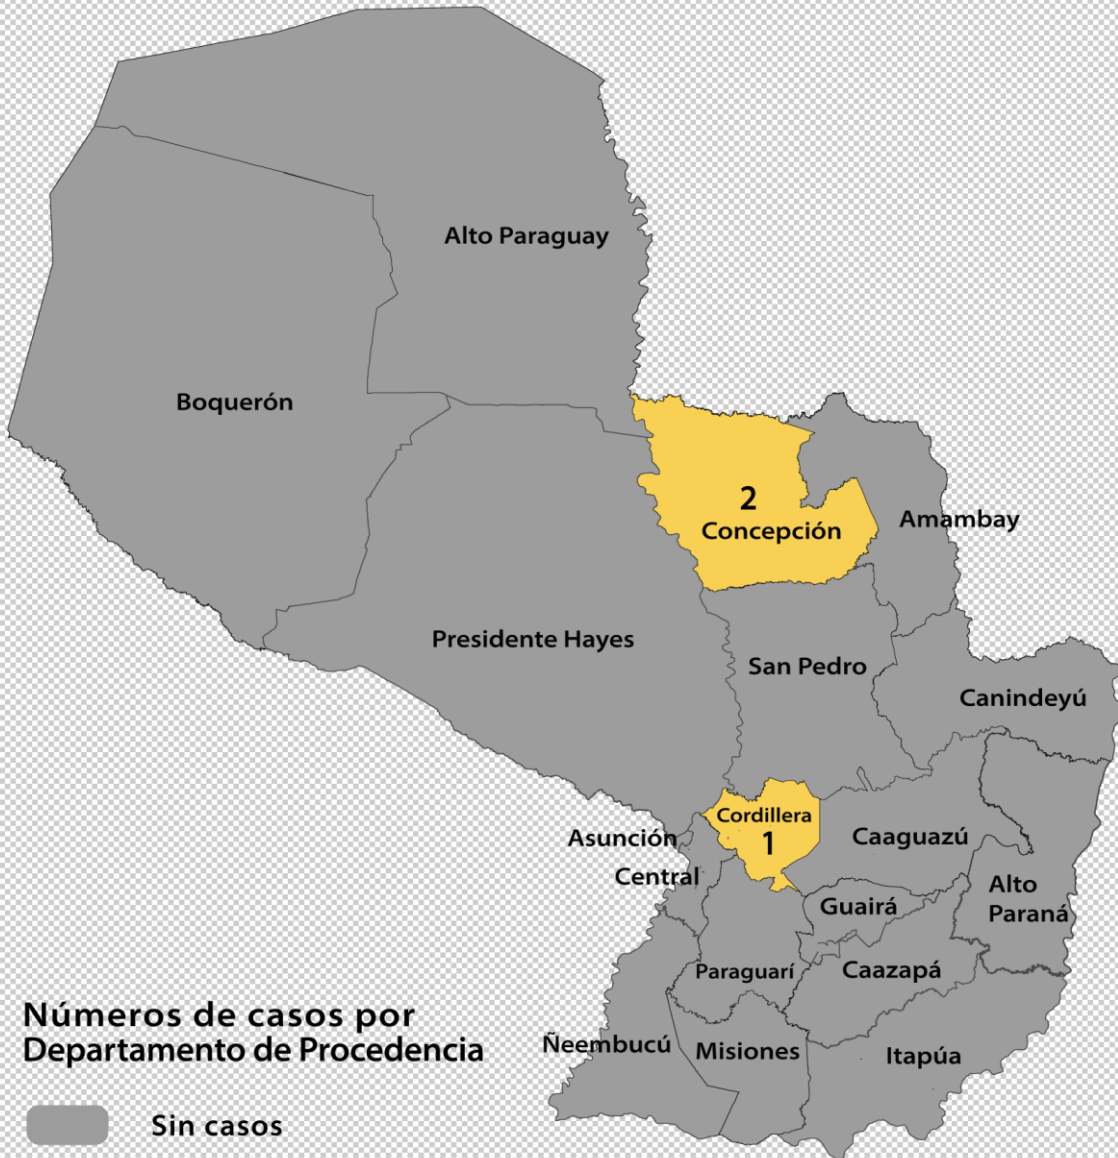 Alto Paraguay
Boquerón
2
Concepción
Amambay
Presidente Hayes
San Pedro
Canindeyú
Cordillera
1
Asunción
Caaguazú
Central
Alto
Paraná
Guairá
Paraguarí
Caazapá
Números de casos por
Departamento de Procedencia
Ñeembucú
Misiones
Itapúa
Sin casos